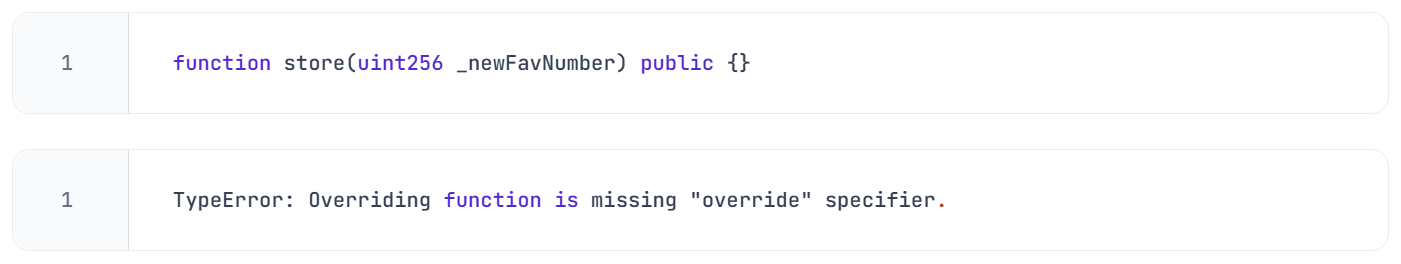 1
function store(uint256 _newFavNumber) public {}
1
TypeError: Overriding function is missing "override" specifier.